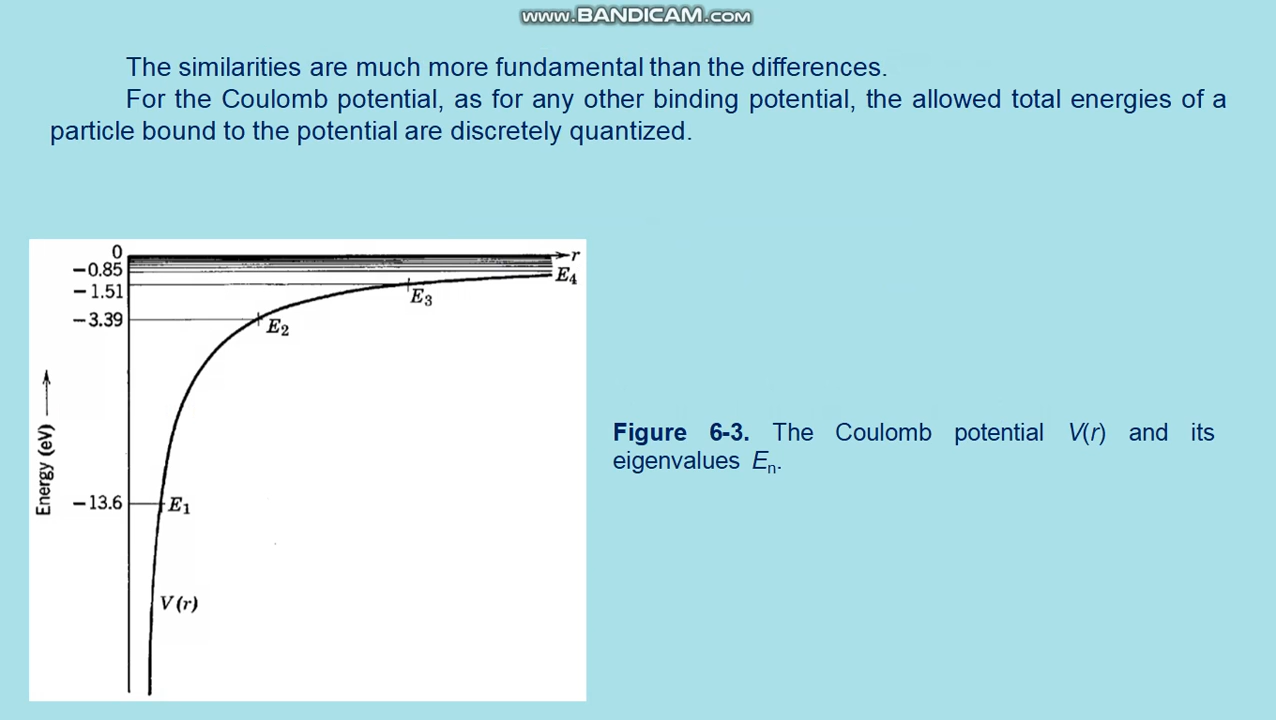 www.BANDICAM.com
The similarities are much more fundamental than the differences.
For the Coulomb potential, as for any other binding potential, the allowed total energies of a
particle bound to the potential are discretely quantized.
0
r
−0.85
E4
−1.51
E3
−3.39
E2
Energy (eV)
−13.6
E1
V(r)
Figure 6-3. The Coulomb potential V(r) and its
eigenvalues En.